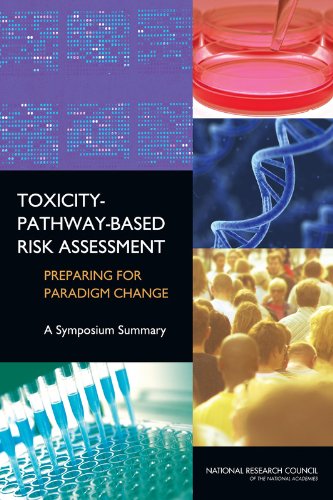 TOXICITY-
PATHWAY-BASED
RISK ASSESSMENT
PREPARING FOR
PARADIGM CHANGE
A Symposium Summary
NATIONAL RESEARCH COUNCIL
OF THE NATIONAL ACADEMIES